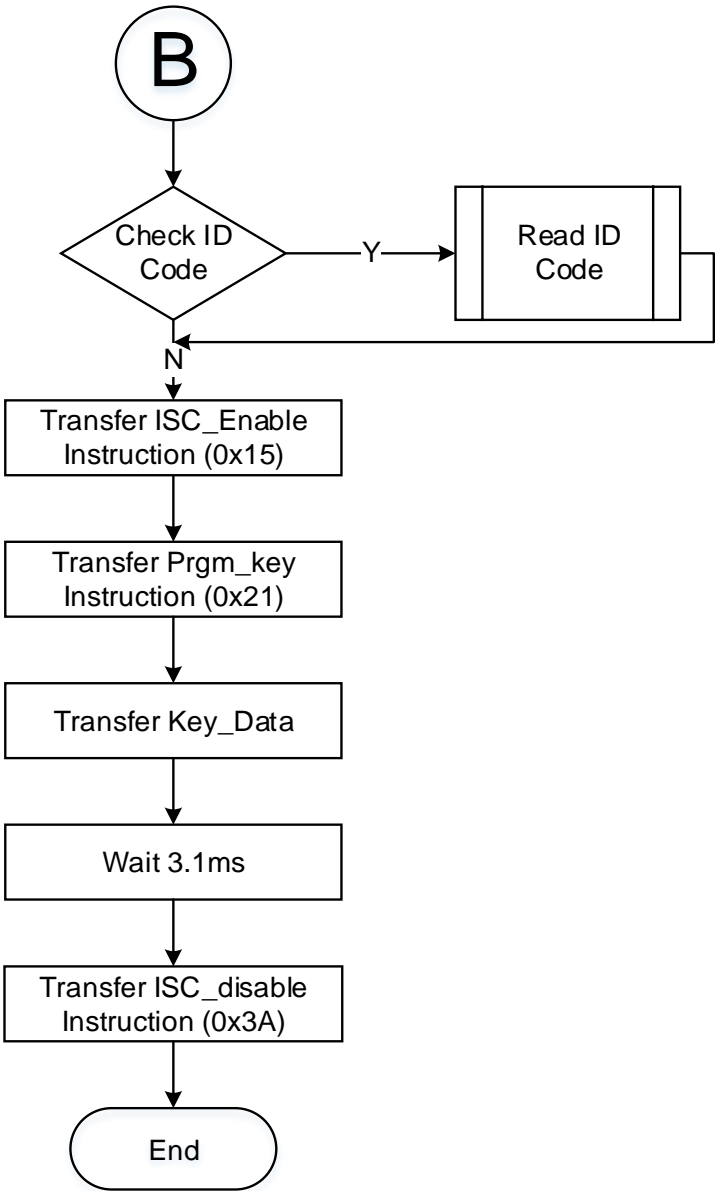 B
Check ID
Code
Y
Read ID
Code
N
Transfer ISC_Enable
Instruction (0x15)
Transfer Prgm_key
Instruction (0x21)
Transfer Key_Data
Wait 3.1ms
Transfer ISC_disable
Instruction (0x3A)
End